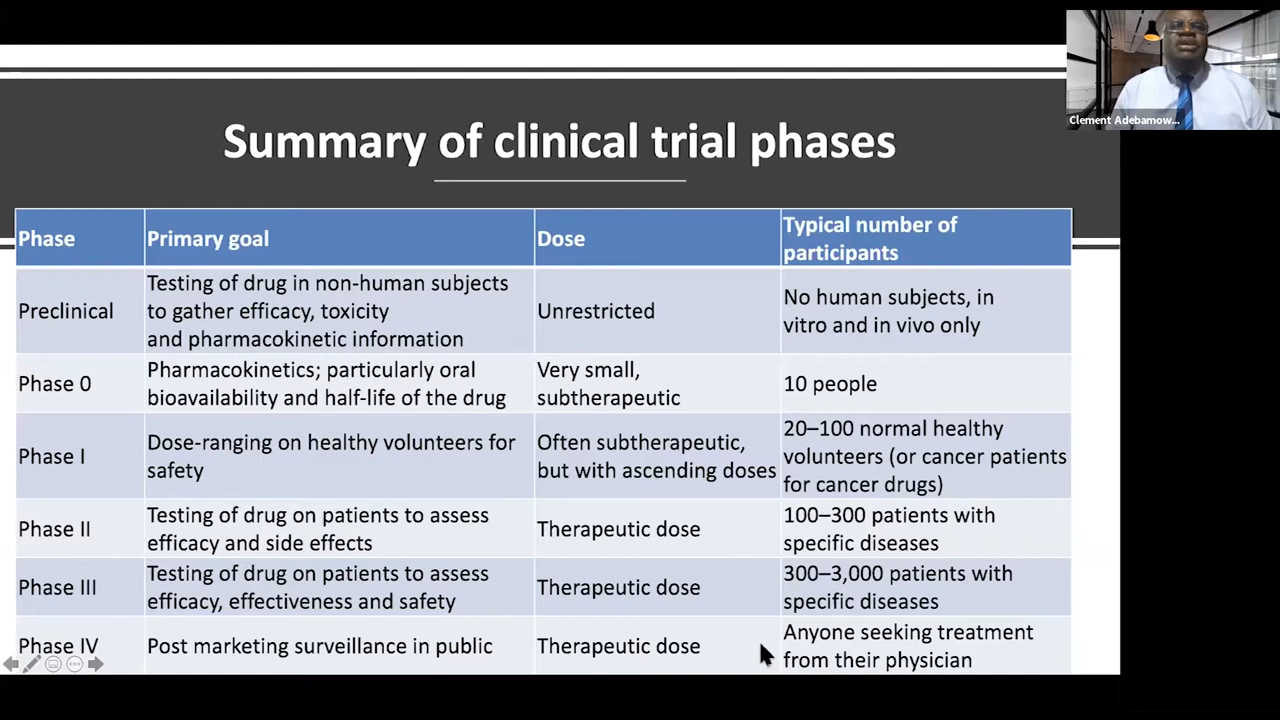 Clement Adebamow...
Summary of clinical trial phases
Phase
Primary goal
Dose
Typical number of
participants
Preclinical
Testing of drug in non-human subjects
to gather efficacy, toxicity
and pharmacokinetic information
Unrestricted
No human subjects, in
vitro and in vivo only
Phase 0
Pharmacokinetics; particularly oral
bioavailability and half-life of the drug
Very small,
subtherapeutic
10 people
Phase I
Dose-ranging on healthy volunteers for
safety
Often subtherapeutic,
but with ascending doses
20–100 normal healthy
volunteers (or cancer patients
for cancer drugs)
Phase II
Testing of drug on patients to assess
efficacy and side effects
Therapeutic dose
100–300 patients with
specific diseases
Phase III
Testing of drug on patients to assess
efficacy, effectiveness and safety
Therapeutic dose
300–3,000 patients with
specific diseases
Phase IV
Post marketing surveillance in public
Therapeutic dose
Anyone seeking treatment
from their physician